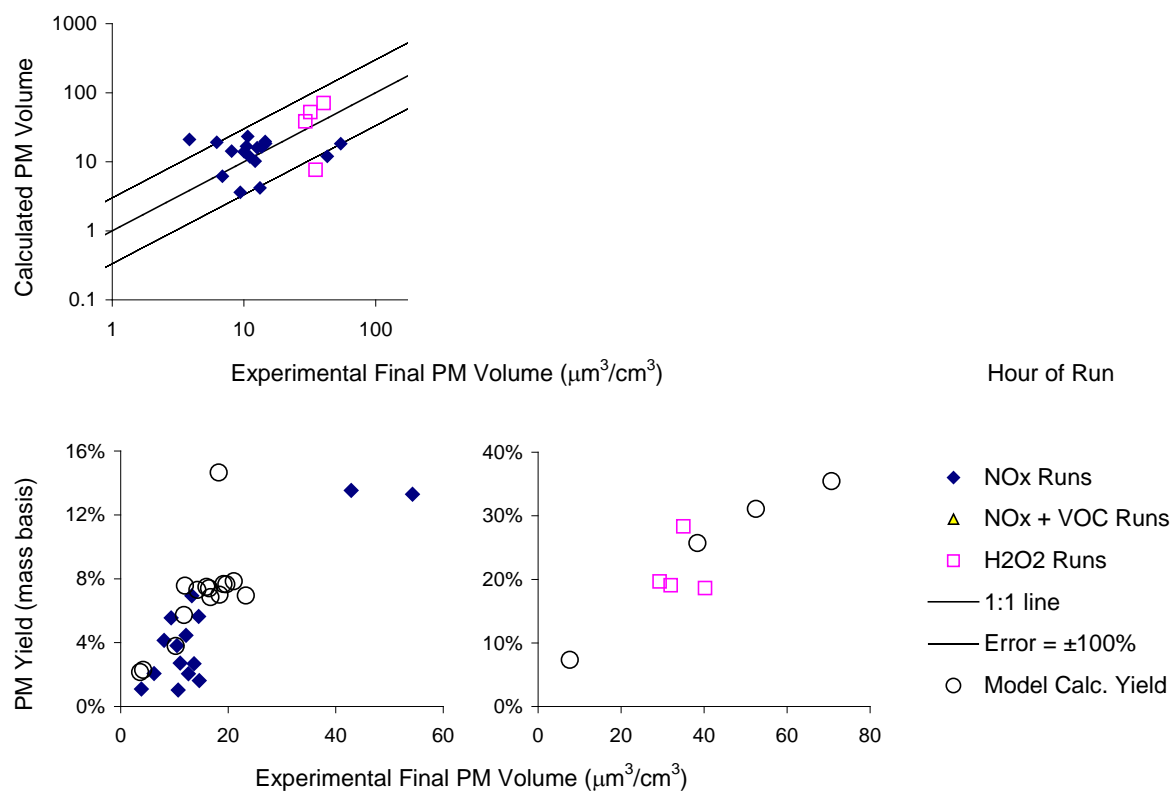 1000
100
10
1
0.1
Calculated PM Volume
1
10
100
Experimental Final PM Volume (μm³/cm³)
Hour of Run
16%
12%
8%
4%
0%
PM Yield (mass basis)
0
20
40
60
40%
30%
20%
10%
0%
0
20
40
60
80
Experimental Final PM Volume (μm³/cm³)
NOx Runs
NOx + VOC Runs
H2O2 Runs
1:1 line
Error = ±100%
Model Calc. Yield